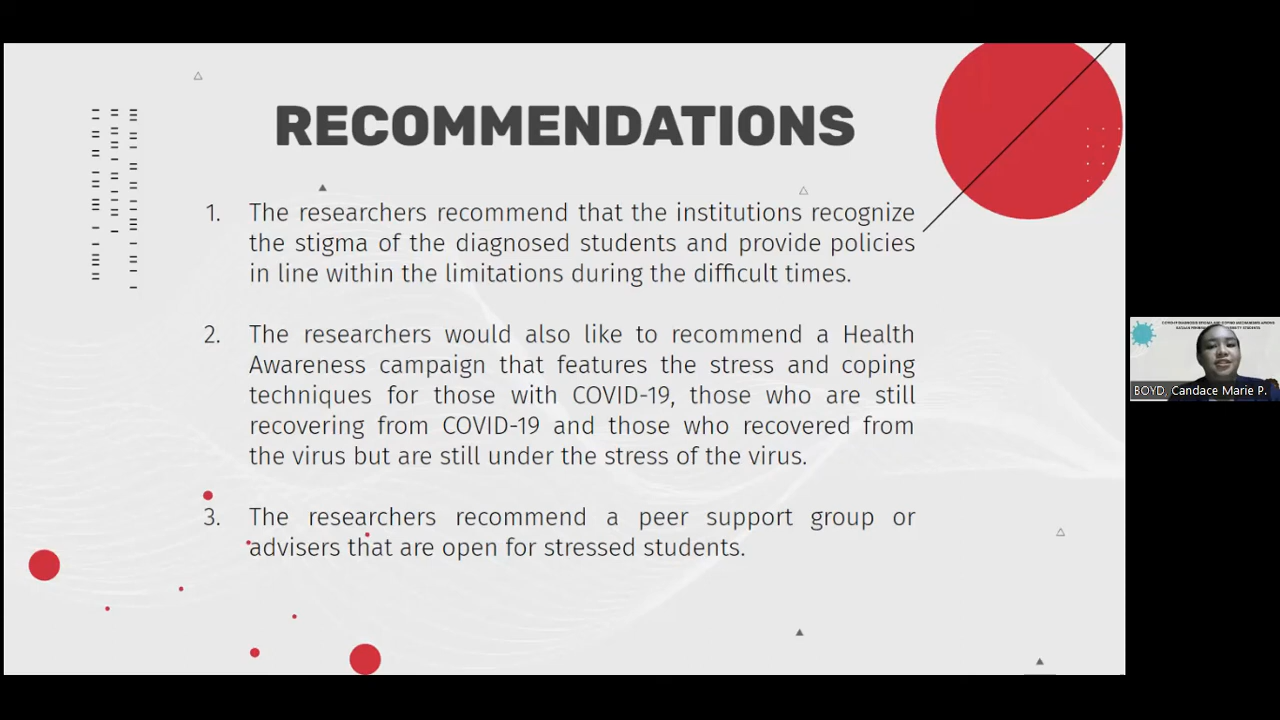 RECOMMENDATIONS
1. The researchers recommend that the institutions recognize
the stigma of the diagnosed students and provide policies
in line within the limitations during the difficult times.
2. The researchers would also like to recommend a Health
Awareness campaign that features the stress and coping
techniques for those with COVID-19, those who are still
recovering from COVID-19 and those who recovered from
the virus but are still under the stress of the virus.
3. The researchers recommend a peer support group or
advisers that are open for stressed students.
BOYD, Candace Marie P.